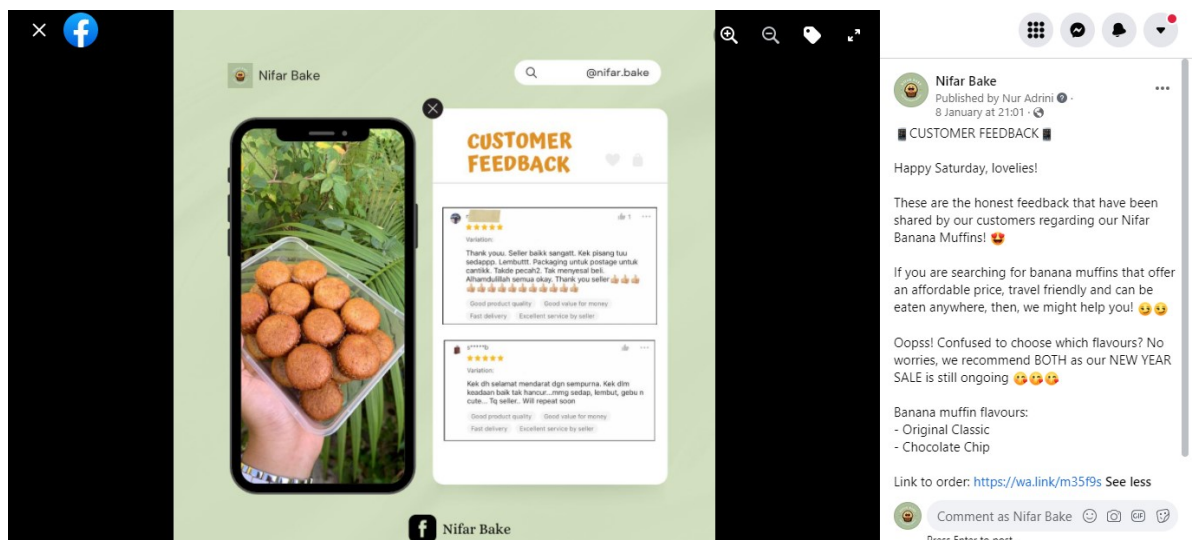 Nifar Bake
@nifar.bake
CUSTOMER
FEEDBACK
1
Variation:
Thank youu. Seller baikk sangatt. Kek pisang tuu
sedappp. Lembuttt. Packaging untuk postage untuk
cantikk. Takde pecah2. Tak menyesal beli.
Alhamdulillah semua okay. Thank you seller👍👍👍
👍👍👍👍👍👍👍👍👍👍
Good product quality Good value for money
Fast delivery Excellent service by seller
s*****b
Variation:
Kek dh selamat mendarat dgn sempurna. Kek dlm
keadaan baik tak hancur...mmg sedap, lembut, gebu n
cute... Tq seller.. Will repeat soon
Good product quality Good value for money
Fast delivery Excellent service by seller
Nifar Bake
Nifar Bake
Published by Nur Adrini ·
8 January at 21:01 ·
📱CUSTOMER FEEDBACK📱
Happy Saturday, lovelies!
These are the honest feedback that have been
shared by our customers regarding our Nifar
Banana Muffins! 😍
If you are searching for banana muffins that offer
an affordable price, travel friendly and can be
eaten anywhere, then, we might help you! 😉😉
Oopss! Confused to choose which flavours? No
worries, we recommend BOTH as our NEW YEAR
SALE is still ongoing 😋😋😋
Banana muffin flavours:
- Original Classic
- Chocolate Chip
Link to order: https://wa.link/m35f9s See less
Comment as Nifar Bake GIF
Press Enter to post